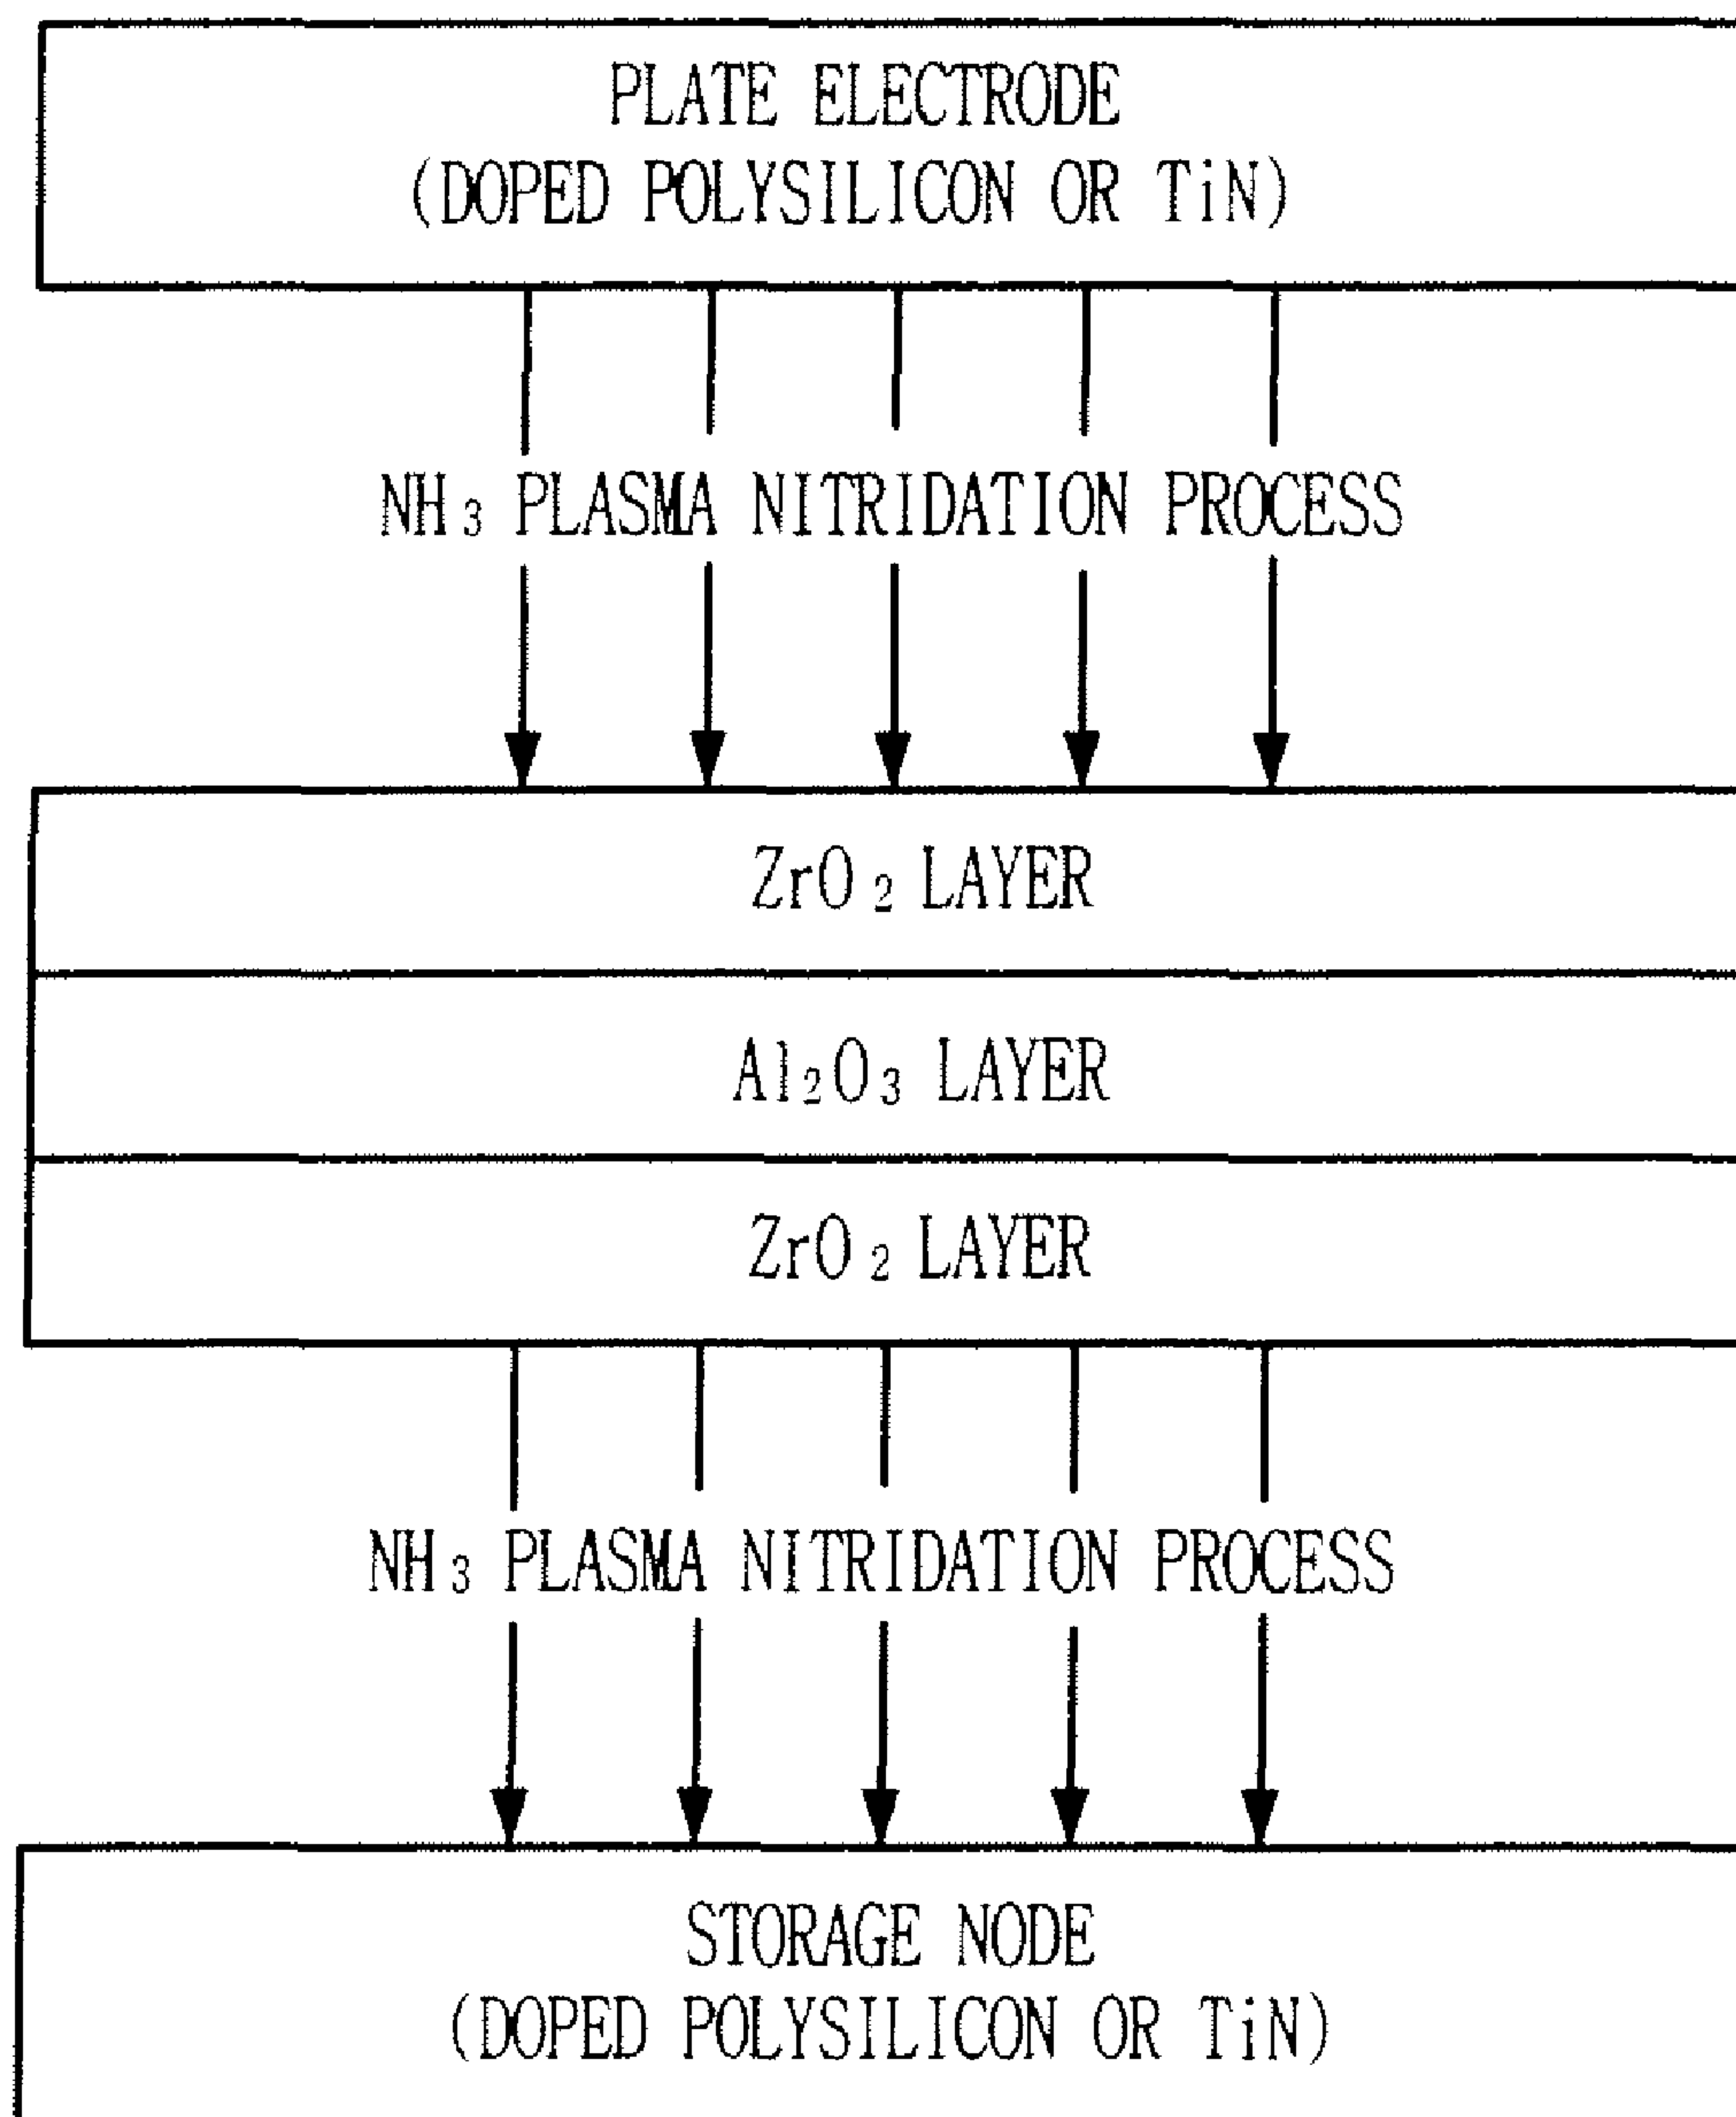 PLATE ELECTRODE
(DOPED POLYSILICON OR TiN)
NH₃ PLASMA NITRIDATION PROCESS
ZrO₂ LAYER
Al₂O₃ LAYER
ZrO₂ LAYER
NH₃ PLASMA NITRIDATION PROCESS
STORAGE NODE
(DOPED POLYSILICON OR TiN)